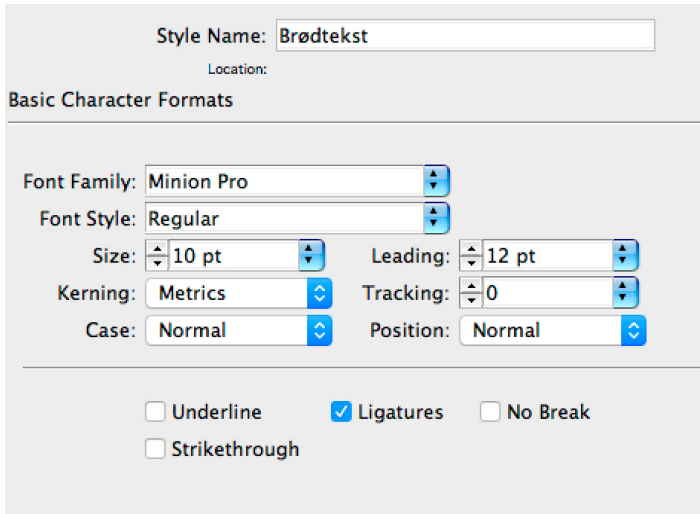 Style Name: Brødtekst
Location:
Basic Character Formats
Font Family: Minion Pro
Font Style: Regular
Size: 10 pt Leading: 12 pt
Kerning: Metrics Tracking: 0
Case: Normal Position: Normal
Underline Ligatures No Break
Strikethrough